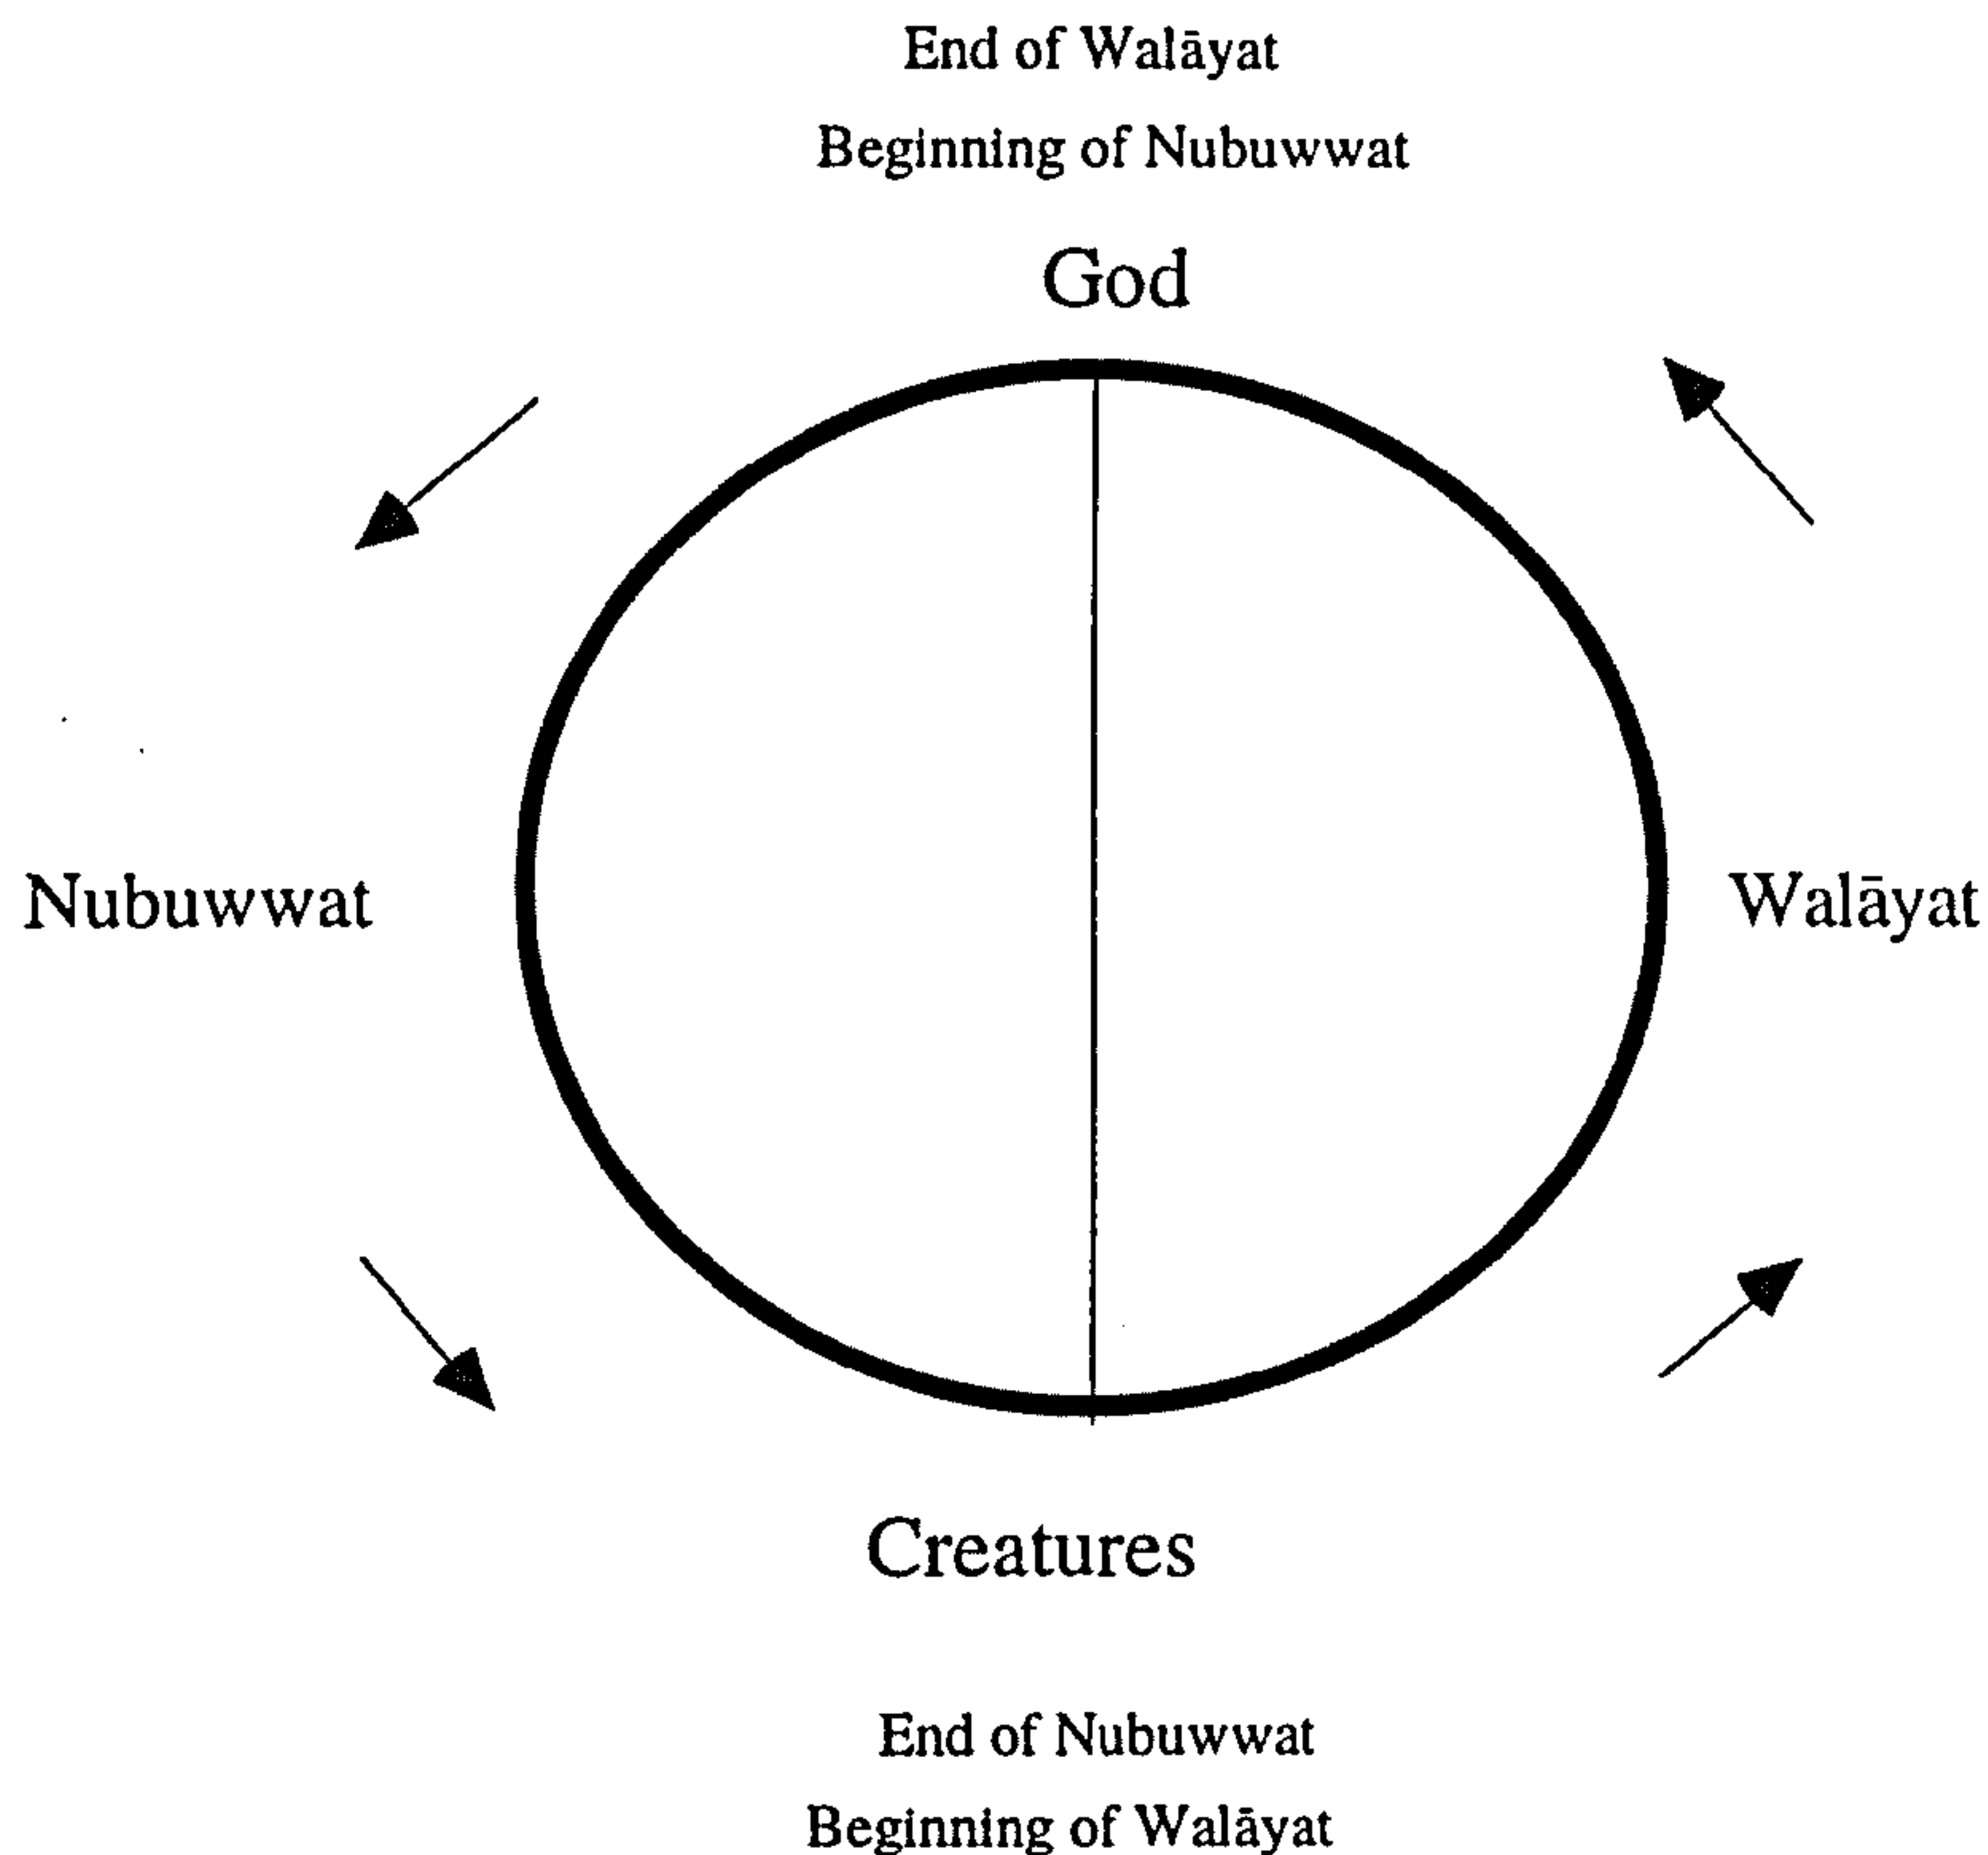 End of Walāyat
Beginning of Nubuwwat
God
Nubuwwat
Walāyat
Creatures
End of Nubuwwat
Beginning of Walāyat